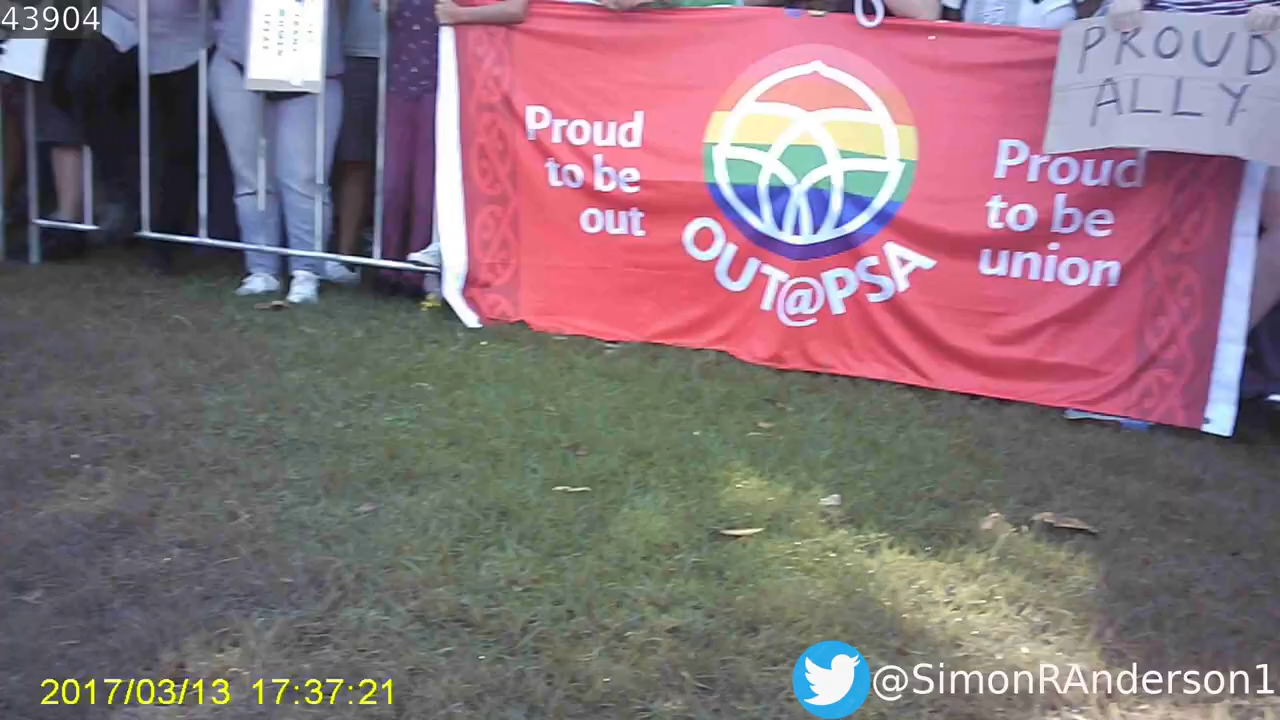 43904
Proud
to be
out
OUT@PSA
Proud
to be
union
PROUD
ALLY
2017/03/13 17:37:21
@SimonRAnderson1